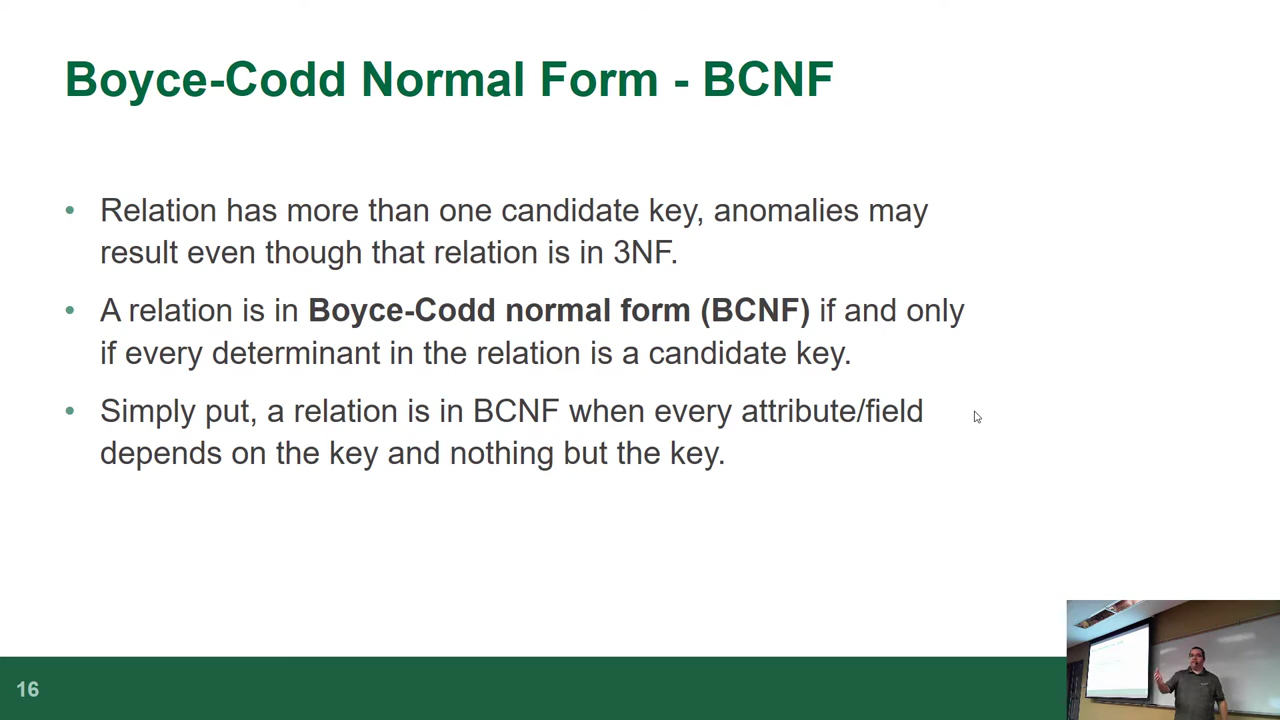 Boyce-Codd Normal Form - BCNF
• Relation has more than one candidate key, anomalies may
result even though that relation is in 3NF.
• A relation is in Boyce-Codd normal form (BCNF) if and only
if every determinant in the relation is a candidate key.
• Simply put, a relation is in BCNF when every attribute/field
depends on the key and nothing but the key.
16